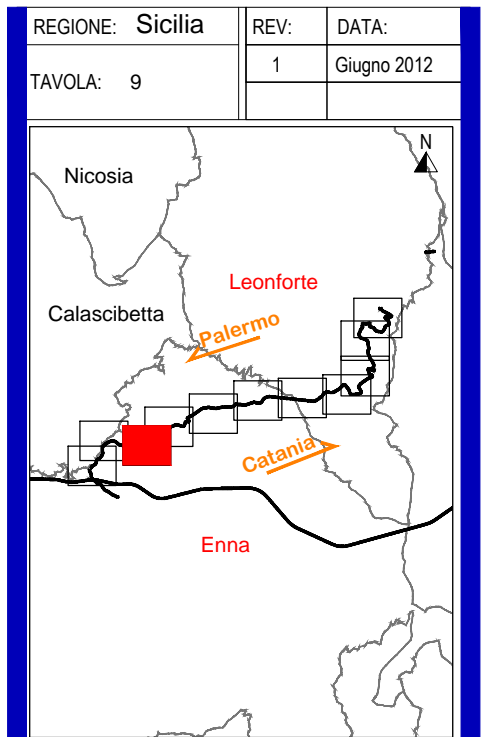 REGIONE: Sicilia
REV: DATA:
1 Giugno 2012
TAVOLA: 9
N
Nicosia
Leonforte
Calascibetta
Palermo
Catania
Enna